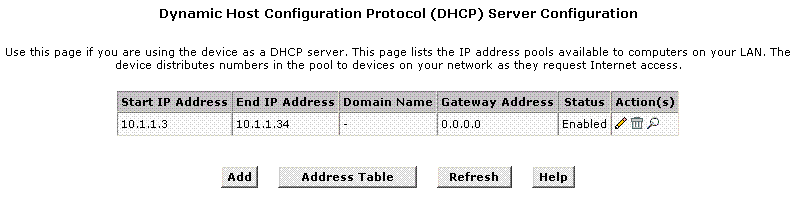 Dynamic Host Configuration Protocol (DHCP) Server Configuration
Use this page if you are using the device as a DHCP server. This page lists the IP address pools available to computers on your LAN. The
device distributes numbers in the pool to devices on your network as they request Internet access.
Start IP Address End IP Address Domain Name Gateway Address Status Action(s)
10.1.1.3 10.1.1.34 - 0.0.0.0 Enabled
Add Address Table Refresh Help